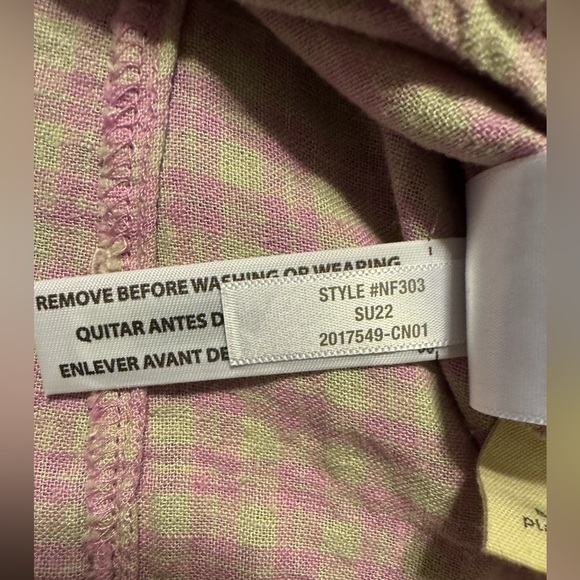 REMOVE BEFORE WASHING OR WEARING
QUITAR ANTES D
ENLEVER AVANT DE
STYLE #NF303
SU22
2017549-CN01